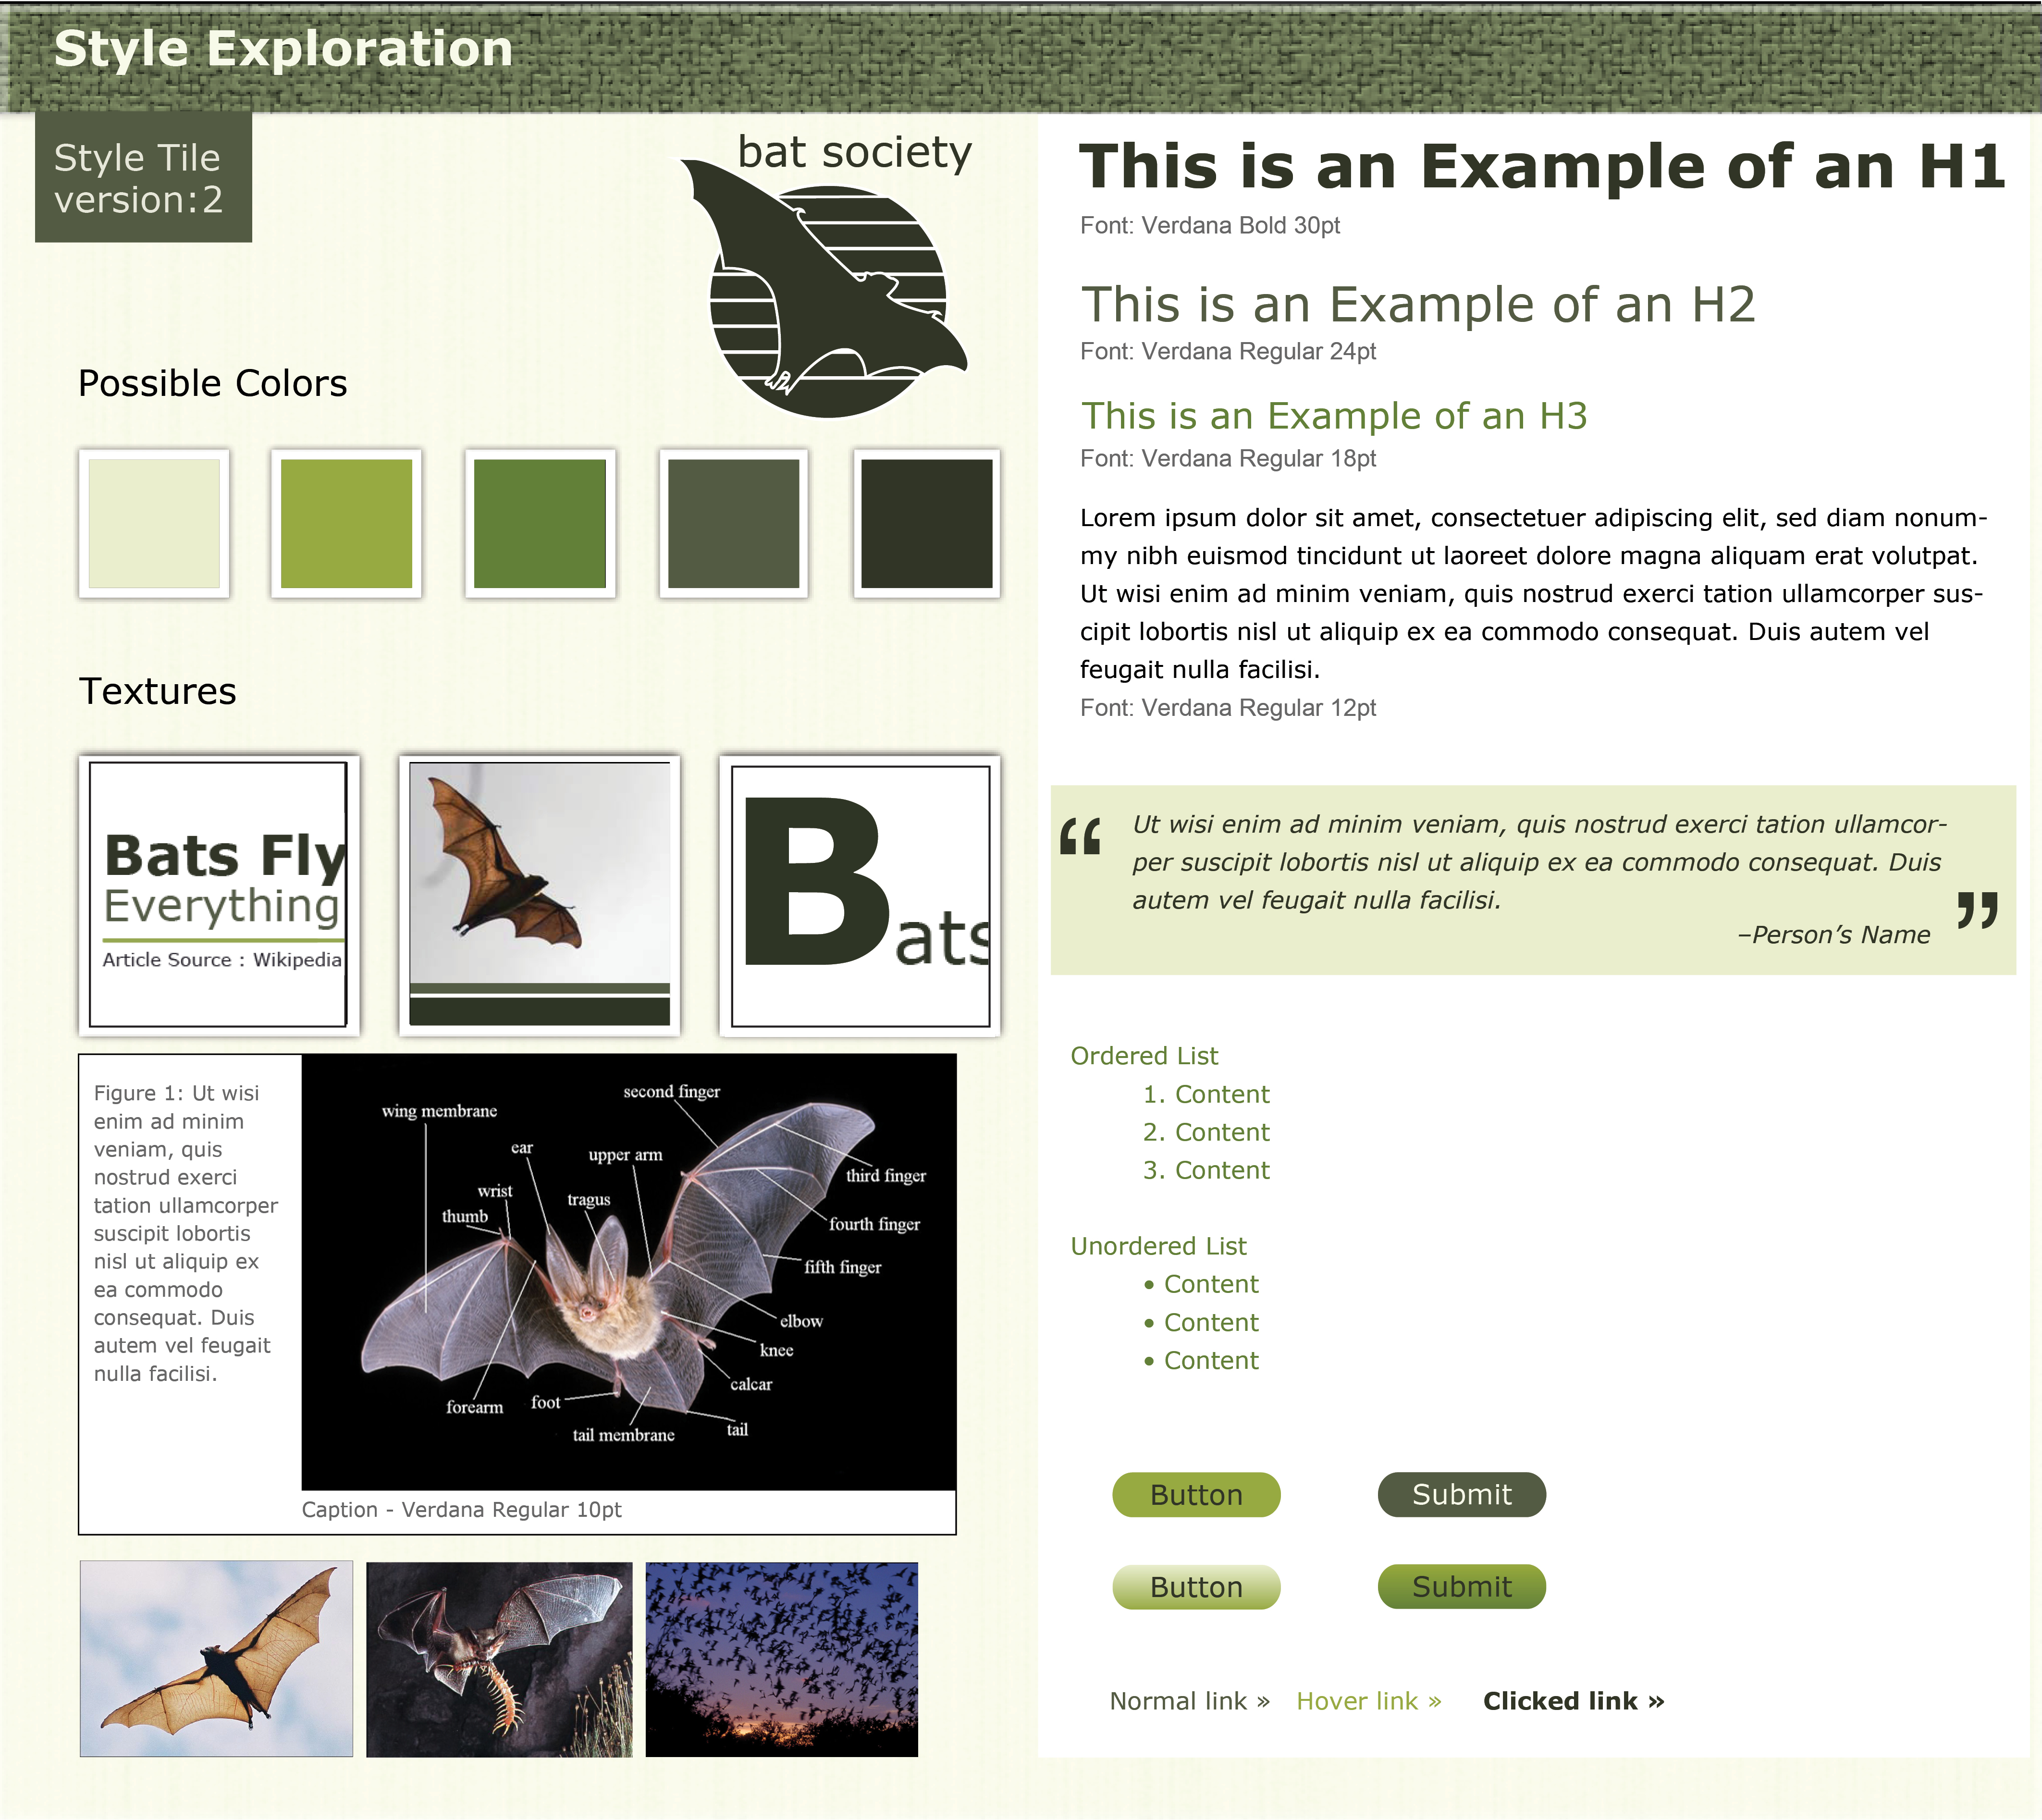 Style Exploration
Style Tile
version:2
bat society
Possible Colors
Textures
Bats Fly
Everything
Article Source : Wikipedia
Bats
Figure 1: Ut wisi
enim ad minim
veniam, quis
nostrud exerci
tation ullamcorper
suscipit lobortis
nisl ut aliquip ex
ea commodo
consequat. Duis
autem vel feugait
nulla facilisi.
second finger
wing membrane
ear
upper arm
third finger
wrist
tragus
thumb
fourth finger
fifth finger
elbow
knee
calcar
forearm
foot
tail
tail membrane
Caption - Verdana Regular 10pt
This is an Example of an H1
Font: Verdana Bold 30pt
This is an Example of an H2
Font: Verdana Regular 24pt
This is an Example of an H3
Font: Verdana Regular 18pt
Lorem ipsum dolor sit amet, consectetuer adipiscing elit, sed diam nonum-
my nibh euismod tincidunt ut laoreet dolore magna aliquam erat volutpat.
Ut wisi enim ad minim veniam, quis nostrud exerci tation ullamcorper sus-
cipit lobortis nisl ut aliquip ex ea commodo consequat. Duis autem vel
feugait nulla facilisi.
Font: Verdana Regular 12pt
“ Ut wisi enim ad minim veniam, quis nostrud exerci tation ullamcor-
per suscipit lobortis nisl ut aliquip ex ea commodo consequat. Duis
autem vel feugait nulla facilisi. ”
–Person’s Name
Ordered List
1. Content
2. Content
3. Content
Unordered List
• Content
• Content
• Content
Button Submit
Button Submit
Normal link » Hover link » Clicked link »